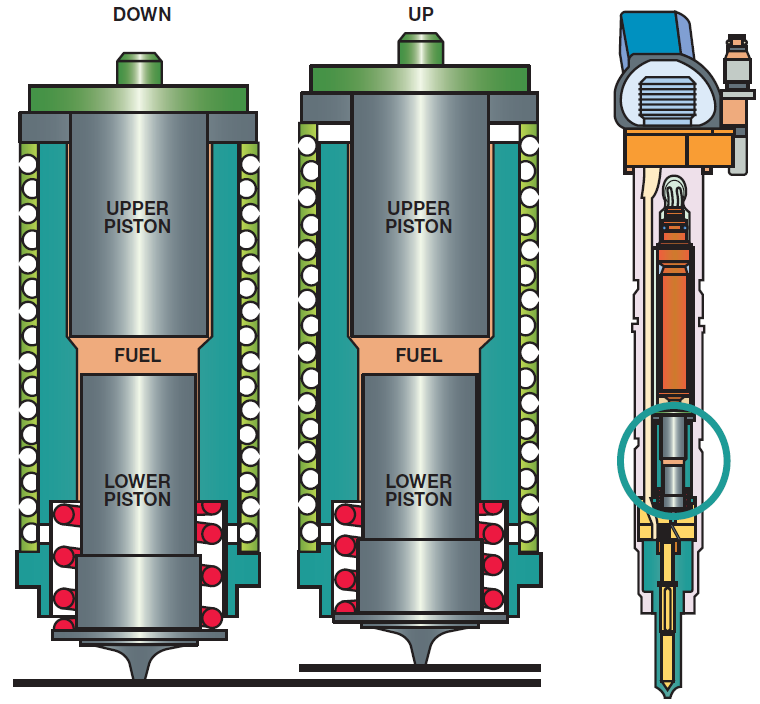 DOWN
UP
UPPER
PISTON
UPPER
PISTON
FUEL
FUEL
LOWER
PISTON
LOWER
PISTON